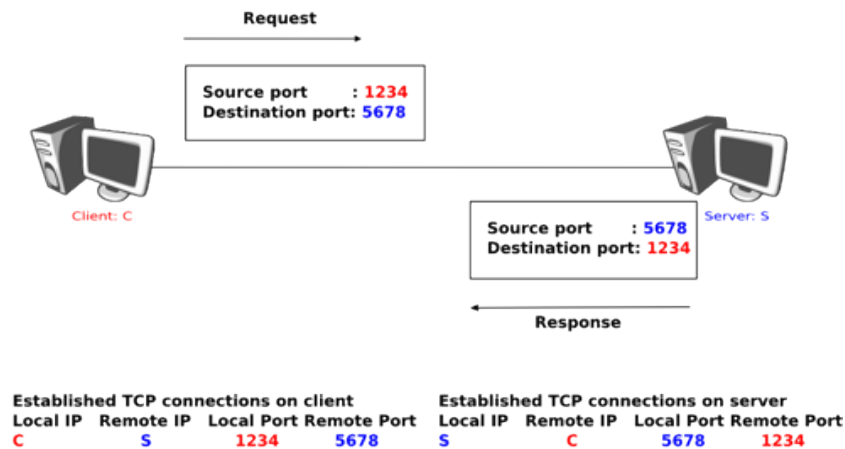 Request
Source port : 1234
Destination port: 5678
Client: C
Server: S
Source port : 5678
Destination port: 1234
Response
Established TCP connections on client
Local IP Remote IP Local Port Remote Port
C S 1234 5678
Established TCP connections on server
Local IP Remote IP Local Port Remote Port
S C 5678 1234